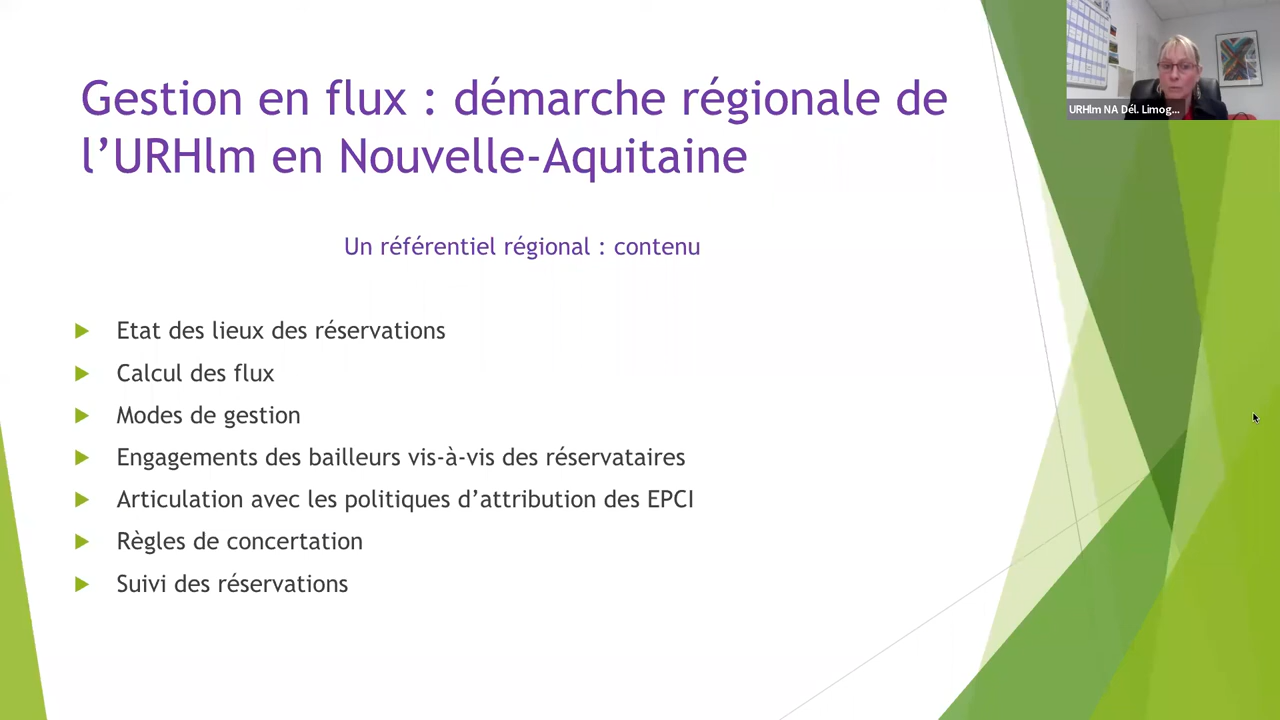 Gestion en flux : démarche régionale de
l’URHlm en Nouvelle-Aquitaine
Un référentiel régional : contenu
Etat des lieux des réservations
Calcul des flux
Modes de gestion
Engagements des bailleurs vis-à-vis des réservataires
Articulation avec les politiques d’attribution des EPCI
Règles de concertation
Suivi des réservations
URHlm NA Dél. Limog...